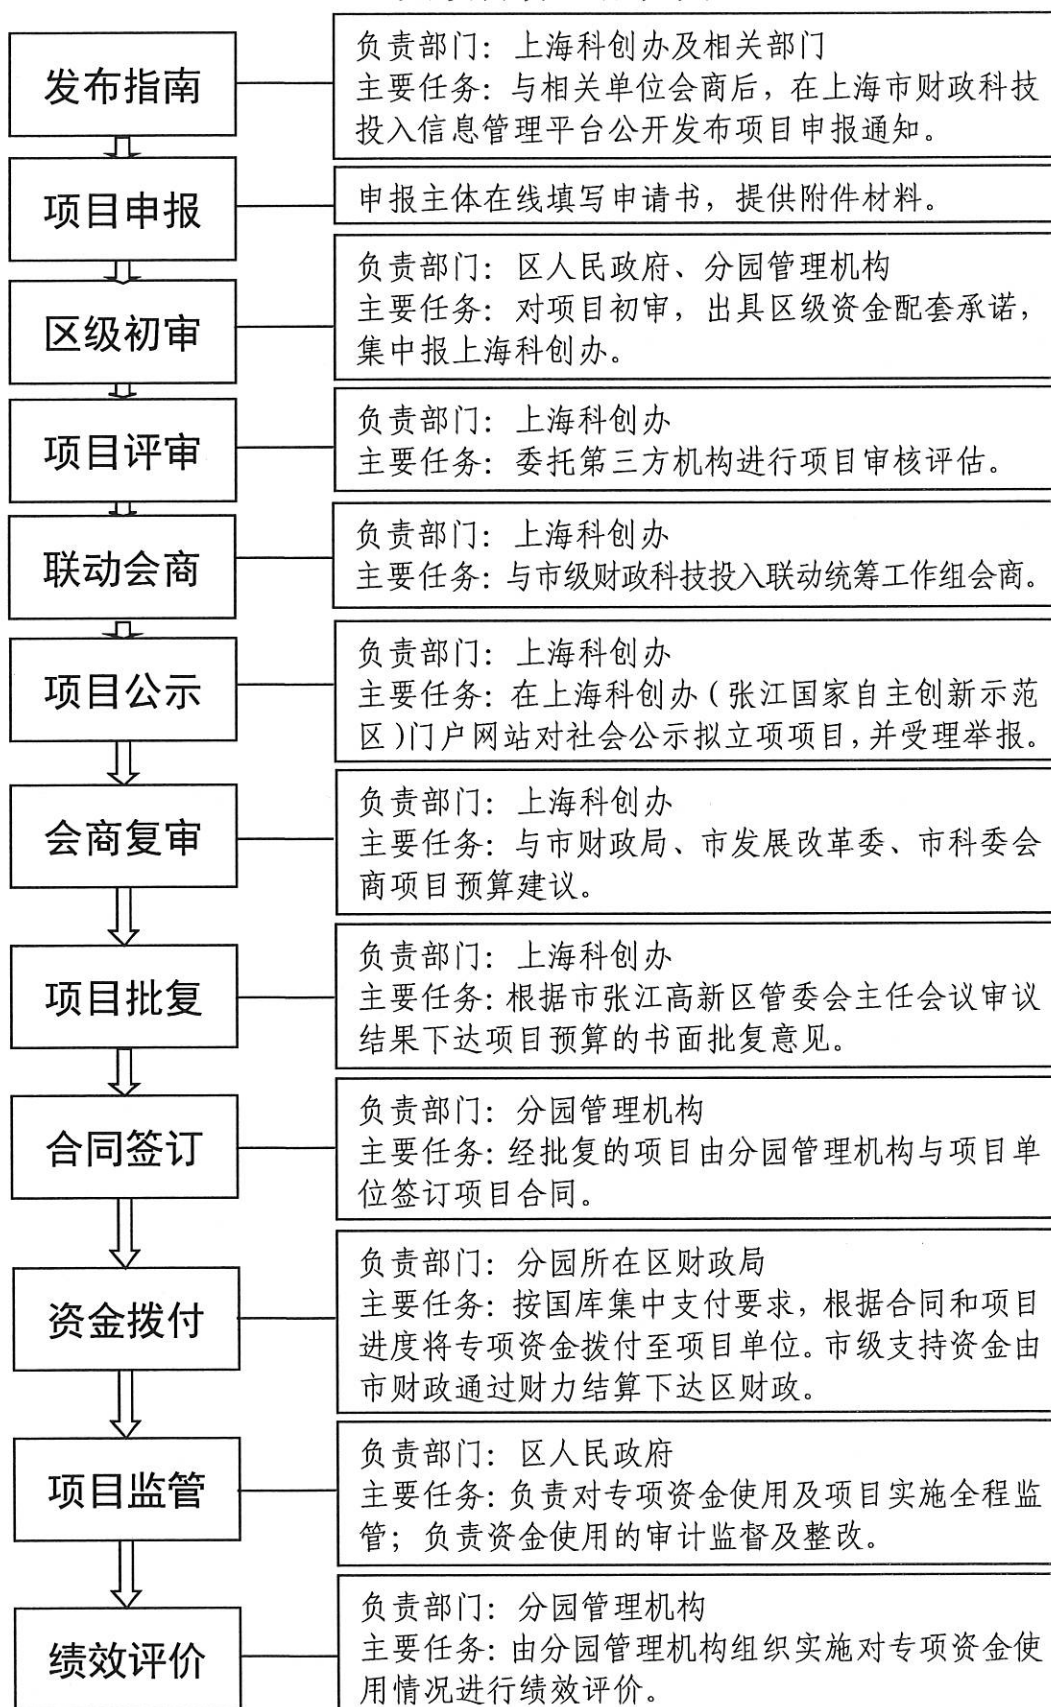 发布指南
负责部门：上海科创办及相关部门
主要任务：与相关单位会商后，在上海市财政科技
投入信息管理平台公开发布项目申报通知。
项目申报
申报主体在线填写申请书，提供附件材料。
区级初审
负责部门：区人民政府、分园管理机构
主要任务：对项目初审，出具区级资金配套承诺，
集中报上海科创办。
项目评审
负责部门：上海科创办
主要任务：委托第三方机构进行项目审核评估。
联动会商
负责部门：上海科创办
主要任务：与市级财政科技投入联动统筹工作组会商。
项目公示
负责部门：上海科创办
主要任务：在上海科创办（张江国家自主创新示范
区）门户网站对社会公示拟立项项目，并受理举报。
会商复审
负责部门：上海科创办
主要任务：与市财政局、市发展改革委、市科委会
商项目预算建议。
项目批复
负责部门：上海科创办
主要任务：根据市张江高新区管委会主任会议审议
结果下达项目预算的书面批复意见。
合同签订
负责部门：分园管理机构
主要任务：经批复的项目由分园管理机构与项目单
位签订项目合同。
资金拨付
负责部门：分园所在区财政局
主要任务：按国库集中支付要求，根据合同和项目
进度将专项资金拨付至项目单位。市级支持资金由
市财政通过财力结算下达区财政。
项目监管
负责部门：区人民政府
主要任务：负责对专项资金使用及项目实施全程监
管；负责资金使用的审计监督及整改。
绩效评价
负责部门：分园管理机构
主要任务：由分园管理机构组织实施对专项资金使
用情况进行绩效评价。